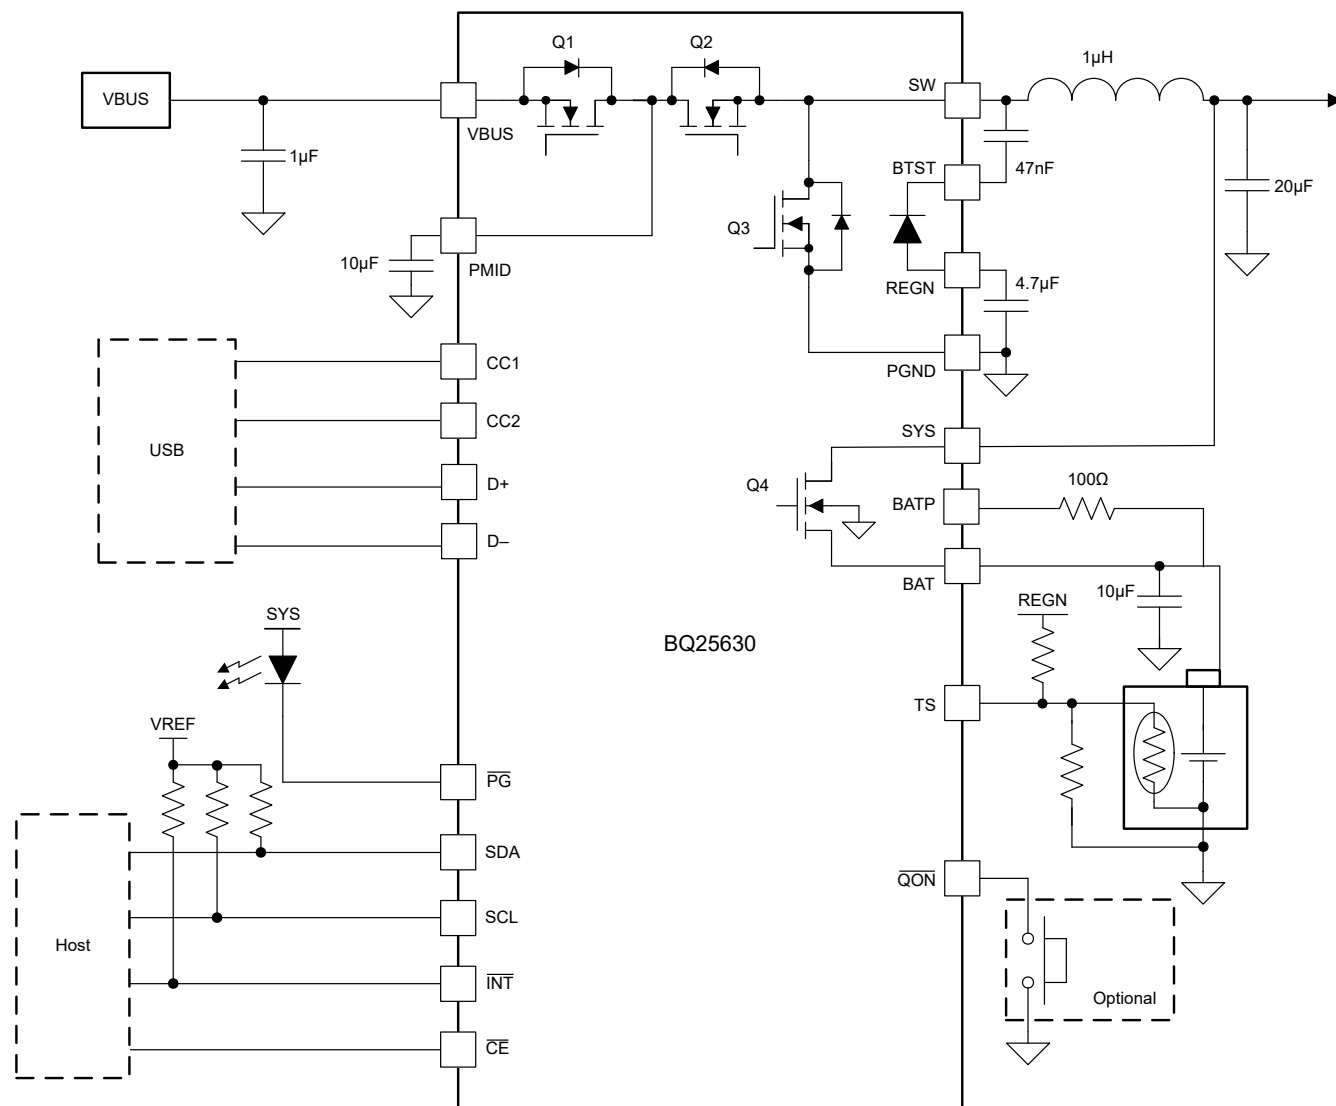 Q1
Q2
1µH
VBUS
VBUS
SW
1µF
BTST
47nF
20µF
Q3
10µF
PMID
REGN
4.7µF
CC1
PGND
CC2
SYS
USB
Q4
D+
BATP
100Ω
D–
BAT
10µF
SYS
REGN
BQ25630
TS
VREF
PG
SDA
QON
SCL
Host
INT
Optional
CE